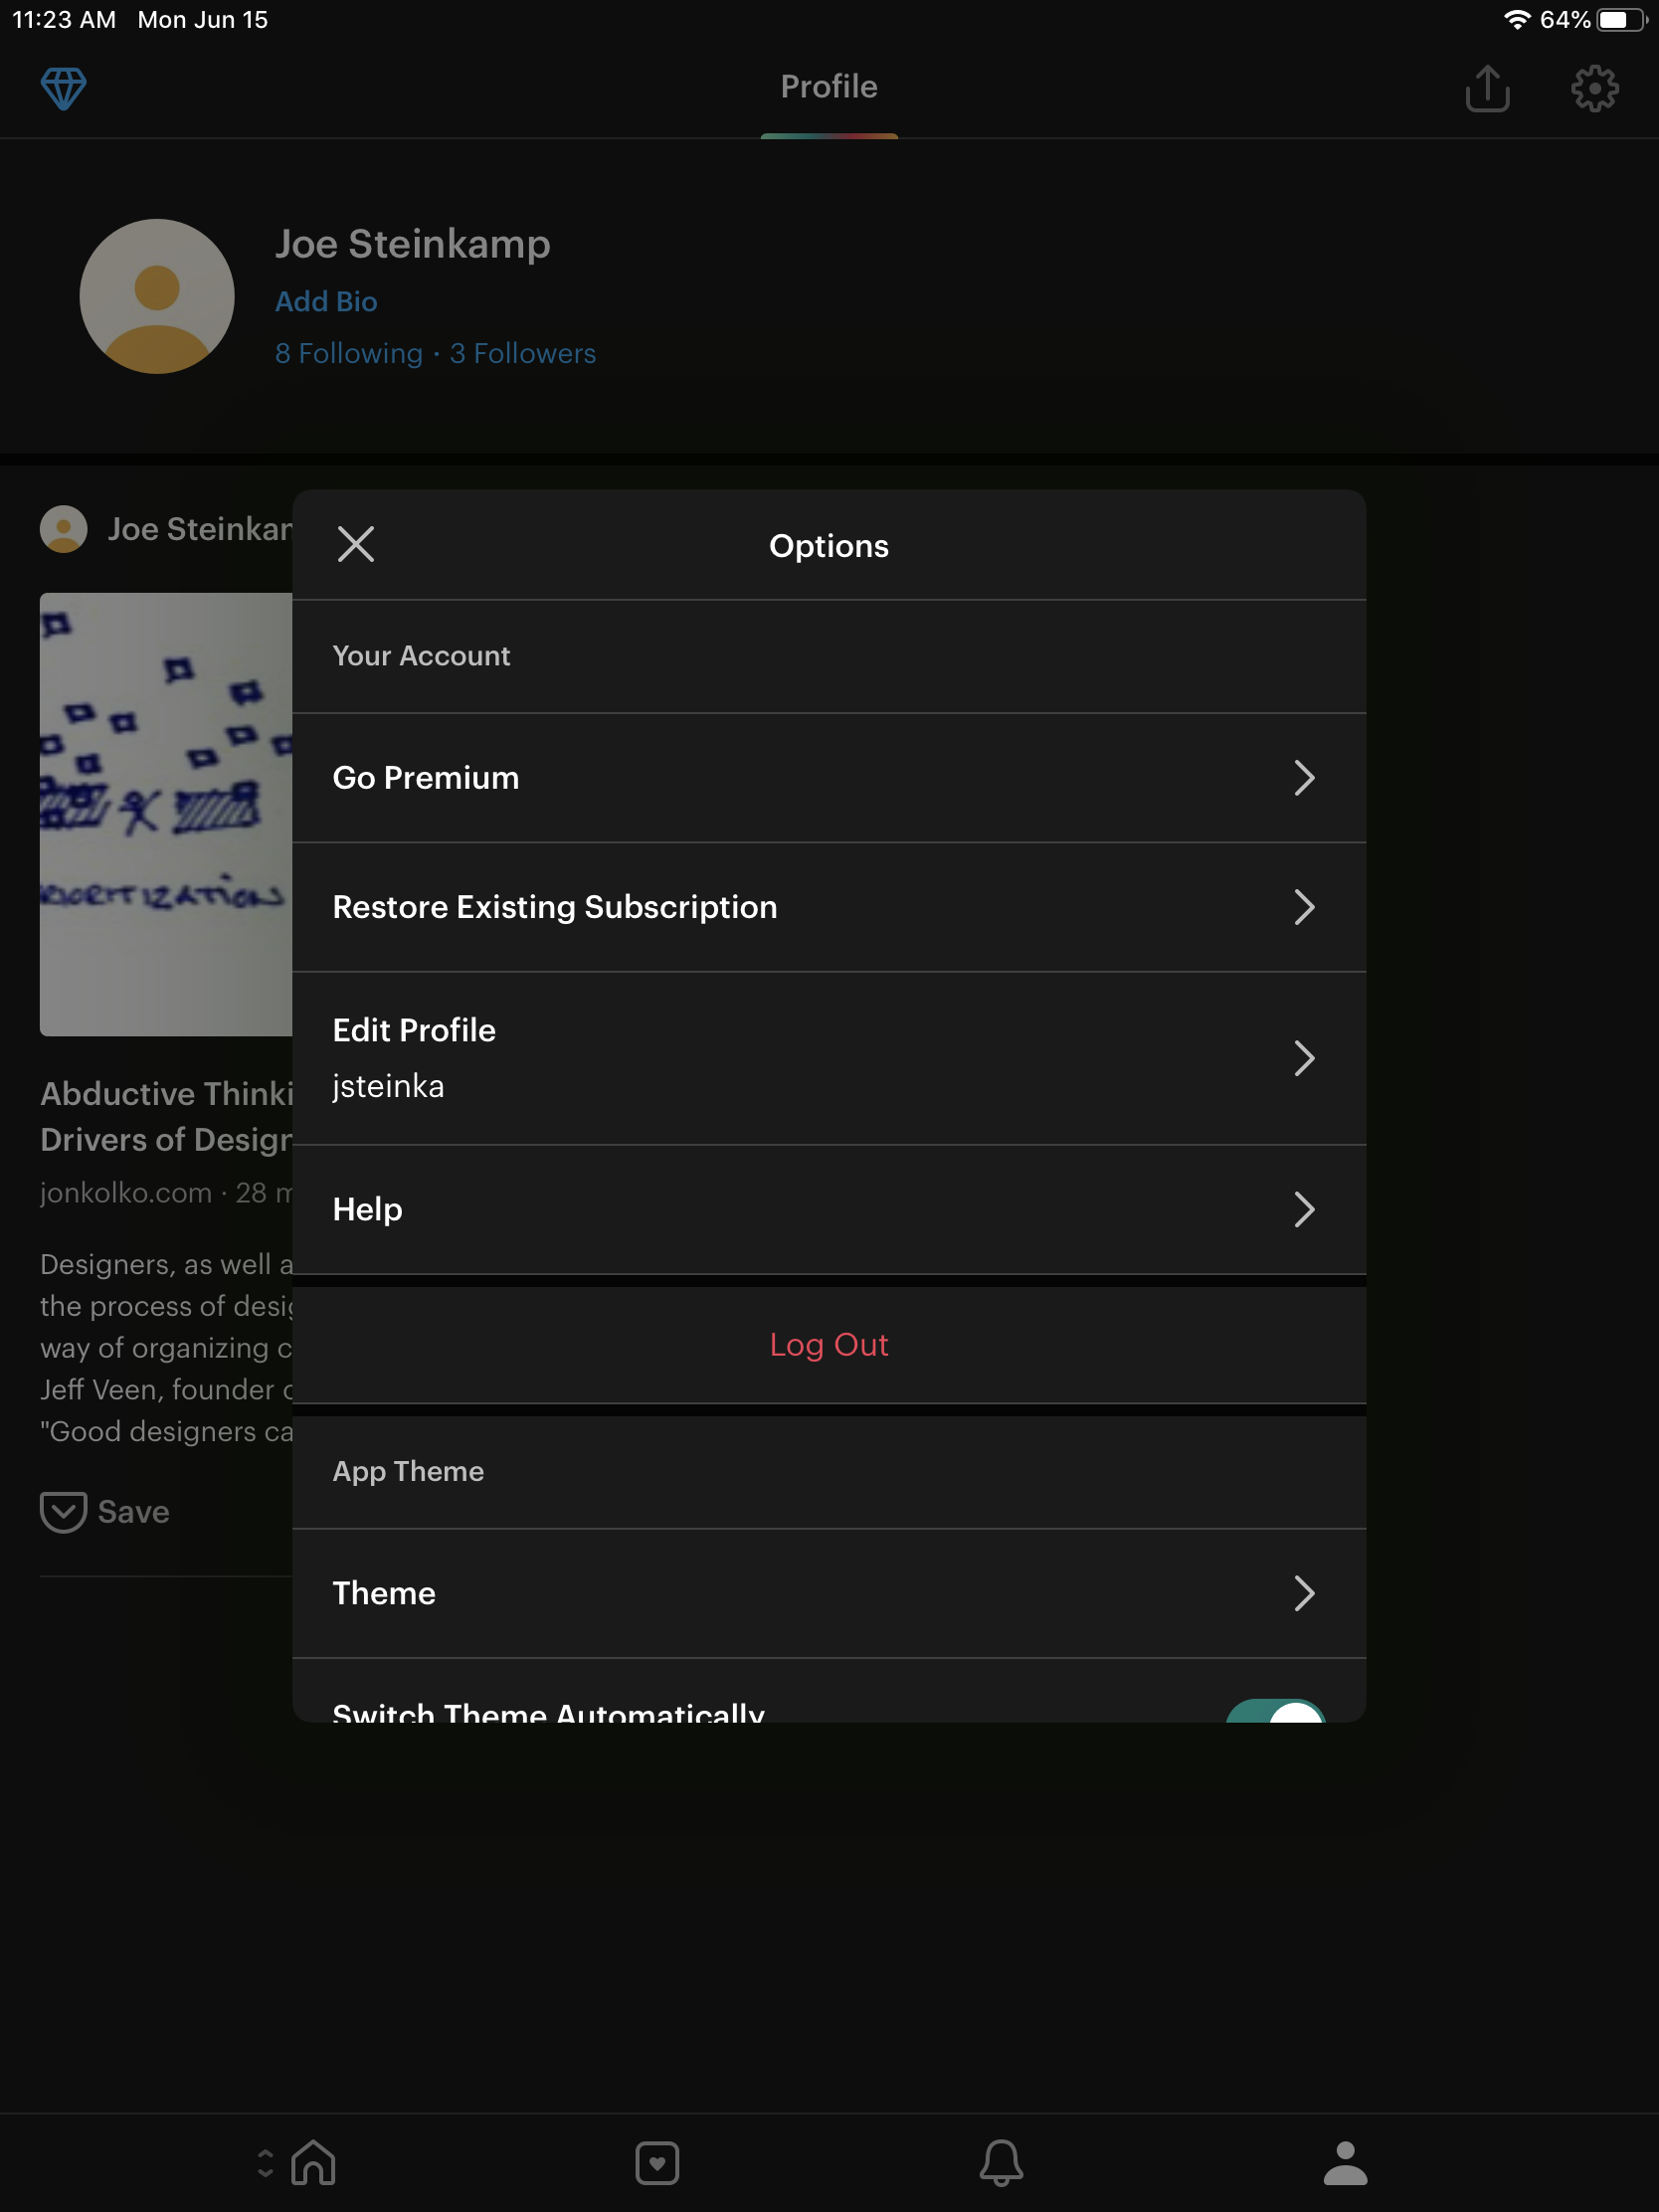 11:23 AM Mon Jun 15
64%
Profile
Joe Steinkamp
Add Bio
8 Following · 3 Followers
Joe Steinkam
Options
Your Account
Go Premium
Restore Existing Subscription
Edit Profile
jsteinka
Help
Log Out
App Theme
Theme
Switch Theme Automatically
Abductive Thinki
Drivers of Design
jonkolko.com · 28 m
Designers, as well a
the process of desig
way of organizing c
Jeff Veen, founder o
"Good designers ca
Save